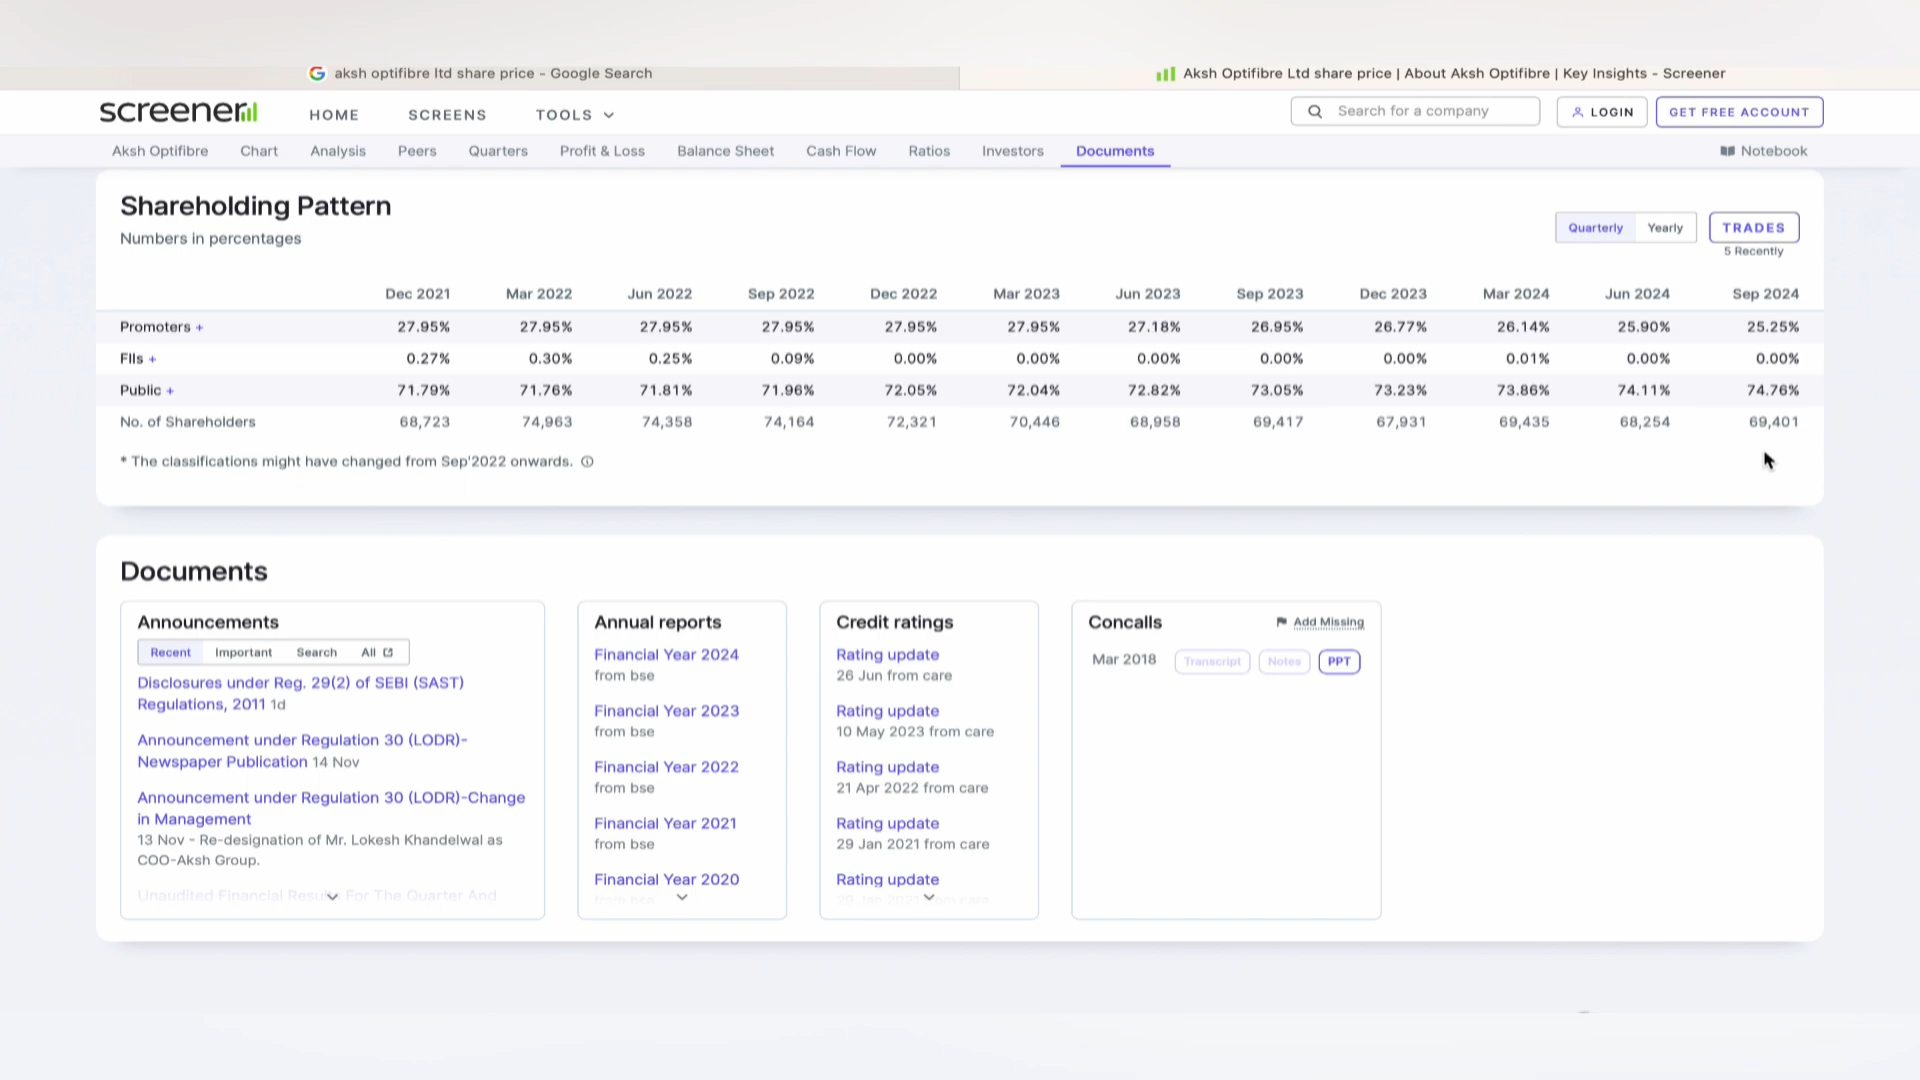 aksh optifibre ltd share price - Google Search
Aksh Optifibre Ltd share price | About Aksh Optifibre | Key Insights - Screener
screener
HOME SCREENS TOOLS
Search for a company
LOGIN
GET FREE ACCOUNT
Aksh Optifibre Chart Analysis Peers Quarters Profit & Loss Balance Sheet Cash Flow Ratios Investors Documents Notebook
Shareholding Pattern
Numbers in percentages
Quarterly Yearly
TRADES
5 Recently
Dec 2021 Mar 2022 Jun 2022 Sep 2022 Dec 2022 Mar 2023 Jun 2023 Sep 2023 Dec 2023 Mar 2024 Jun 2024 Sep 2024
Promoters + 27.95% 27.95% 27.95% 27.95% 27.95% 27.95% 27.18% 26.95% 26.77% 26.14% 25.90% 25.25%
FIIs + 0.27% 0.30% 0.25% 0.09% 0.00% 0.00% 0.00% 0.00% 0.00% 0.01% 0.00% 0.00%
Public + 71.79% 71.76% 71.81% 71.96% 72.05% 72.04% 72.82% 73.05% 73.23% 73.86% 74.11% 74.76%
No. of Shareholders 68,723 74,963 74,358 74,164 72,321 70,446 68,958 69,417 67,931 69,435 68,254 69,401
* The classifications might have changed from Sep'2022 onwards.
Documents
Announcements
Recent Important Search All
Disclosures under Reg. 29(2) of SEBI (SAST)
Regulations, 2011 1d
Announcement under Regulation 30 (LODR)-
Newspaper Publication 14 Nov
Announcement under Regulation 30 (LODR)-Change
in Management
13 Nov - Re-designation of Mr. Lokesh Khandelwal as
COO-Aksh Group.
Unaudited Financial Results For The Quarter And
Annual reports
Financial Year 2024
from bse
Financial Year 2023
from bse
Financial Year 2022
from bse
Financial Year 2021
from bse
Financial Year 2020
from bse
Credit ratings
Rating update
26 Jun from care
Rating update
10 May 2023 from care
Rating update
21 Apr 2022 from care
Rating update
29 Jan 2021 from care
Rating update
Concalls
Add Missing
Mar 2018 Transcript Notes PPT